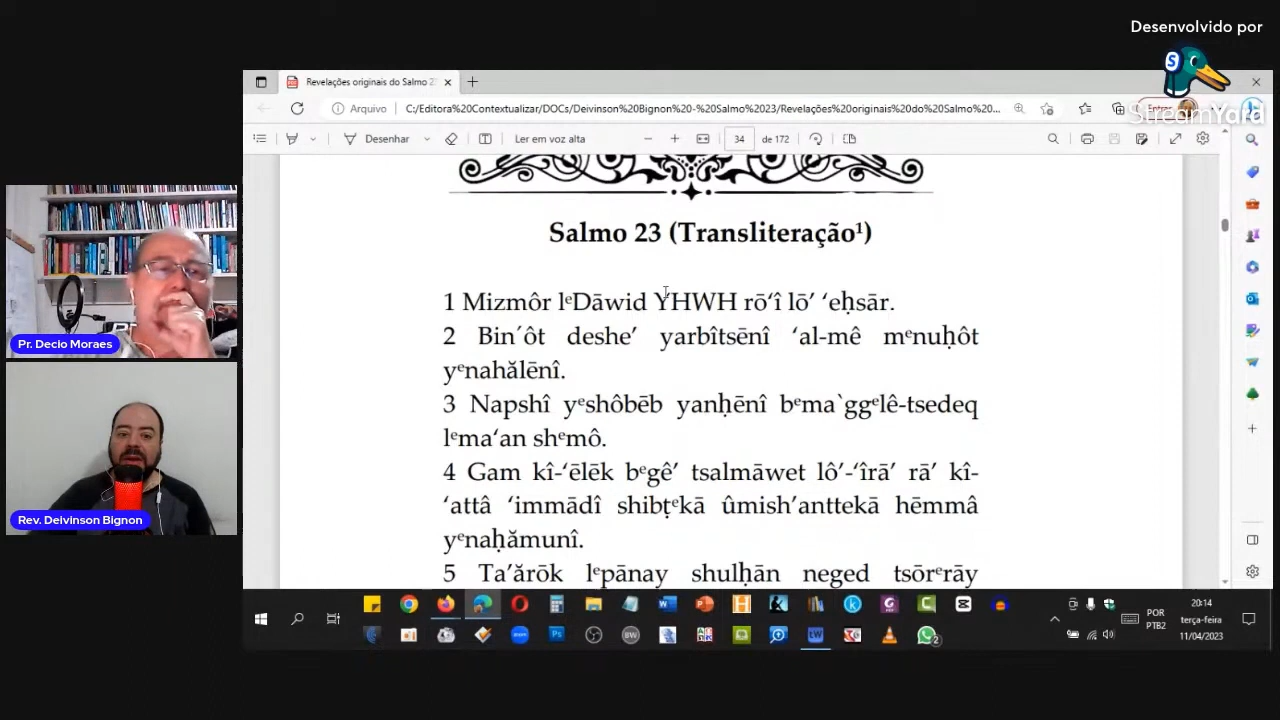 Desenvolvido por
StreamYard
Revelações originais do Salmo 2
Arquivo
C:/Editora%20Contextualizar/DOCs/Deivinson%20Bignon%20-%20Salmo%2023/Revelações%20originais%20do%20Salmo%20...
Entrar
Desenhar
Ler em voz alta
34
de 172
Salmo 23 (Transliteração¹)
1 Mizmôr lᵉDāwid YHWH rō‘î lō’ ‘eḥsār.
2 Bin´ôt deshe’ yarbîtsēnî ‘al-mê mᵉnuḥôt
yᵉnahălēnî.
3 Napshî yᵉshôbēb yanḥēnî bᵉma`ggᵉlê-tsedeq
lᵉma‘an shᵉmô.
4 Gam kî-‘ēlēk bᵉgê’ tsalmāwet lô’-‘îrā’ rā’ kî-
‘attâ ‘immādî shibṭᵉkā ûmish’anttekā hēmmâ
yᵉnaḥămunî.
5 Ta’ărōk lᵉpānay shulḥān neged tsōrᵉrāy
Pr. Decio Moraes
Rev. Deivinson Bignon
POR
PTB2
20:14
terça-feira
11/04/2023